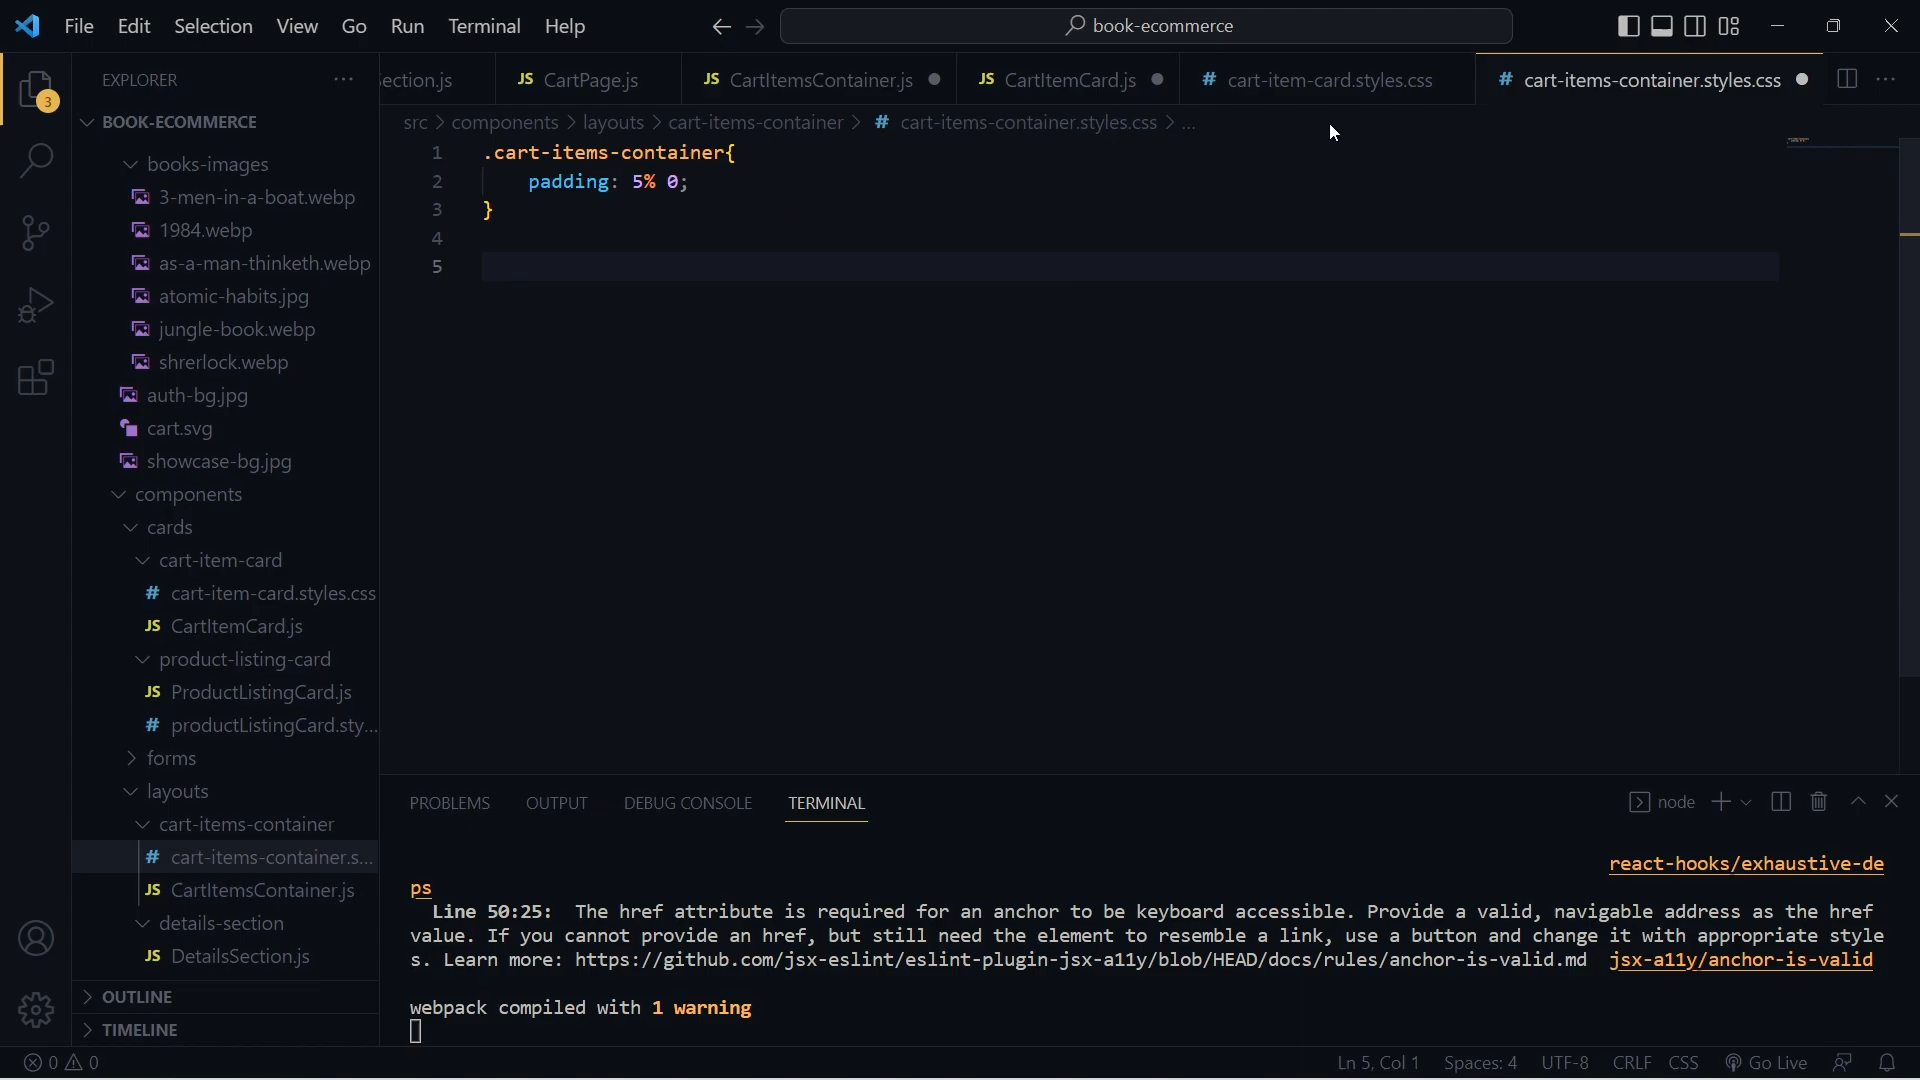 File Edit Selection View Go Run Terminal Help
book-ecommerce
EXPLORER
ection.js
JS CartPage.js
JS CartItemsContainer.js
JS CartItemCard.js
# cart-item-card.styles.css
# cart-items-container.styles.css
3
BOOK-ECOMMERCE
src > components > layouts > cart-items-container > # cart-items-container.styles.css > ...
1 .cart-items-container{
2 padding: 5% 0;
3 }
4
5
books-images
3-men-in-a-boat.webp
1984.webp
as-a-man-thinketh.webp
atomic-habits.jpg
jungle-book.webp
shrerlock.webp
auth-bg.jpg
cart.svg
showcase-bg.jpg
components
cards
cart-item-card
# cart-item-card.styles.css
JS CartItemCard.js
product-listing-card
JS ProductListingCard.js
# productListingCard.sty...
forms
layouts
cart-items-container
# cart-items-container.s...
JS CartItemsContainer.js
details-section
JS DetailsSection.js
OUTLINE
TIMELINE
PROBLEMS OUTPUT DEBUG CONSOLE TERMINAL
node
react-hooks/exhaustive-de
ps
Line 50:25: The href attribute is required for an anchor to be keyboard accessible. Provide a valid, navigable address as the href
value. If you cannot provide an href, but still need the element to resemble a link, use a button and change it with appropriate style
s. Learn more: https://github.com/jsx-eslint/eslint-plugin-jsx-a11y/blob/HEAD/docs/rules/anchor-is-valid.md jsx-a11y/anchor-is-valid
webpack compiled with 1 warning
0 0
Ln 5, Col 1 Spaces: 4 UTF-8 CRLF CSS Go Live